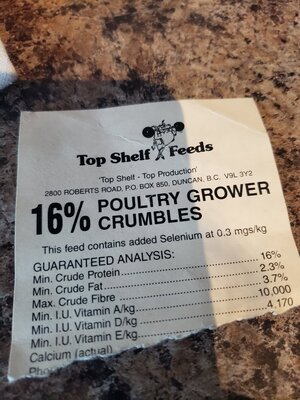 Top Shelf Feeds
'Top Shelf - Top Production'
2800 ROBERTS ROAD, P.O. BOX 850, DUNCAN, B.C. V9L 3Y2
16% POULTRY GROWER
CRUMBLES
This feed contains added Selenium at 0.3 mgs/kg
GUARANTEED ANALYSIS:
Min. Crude Protein 16%
Min. Crude Fat 2.3%
Max. Crude Fibre 3.7%
Min. I.U. Vitamin A/kg 10,000
Min. I.U. Vitamin D/kg 4,170
Min. I.U. Vitamin E/kg
Calcium (actual)